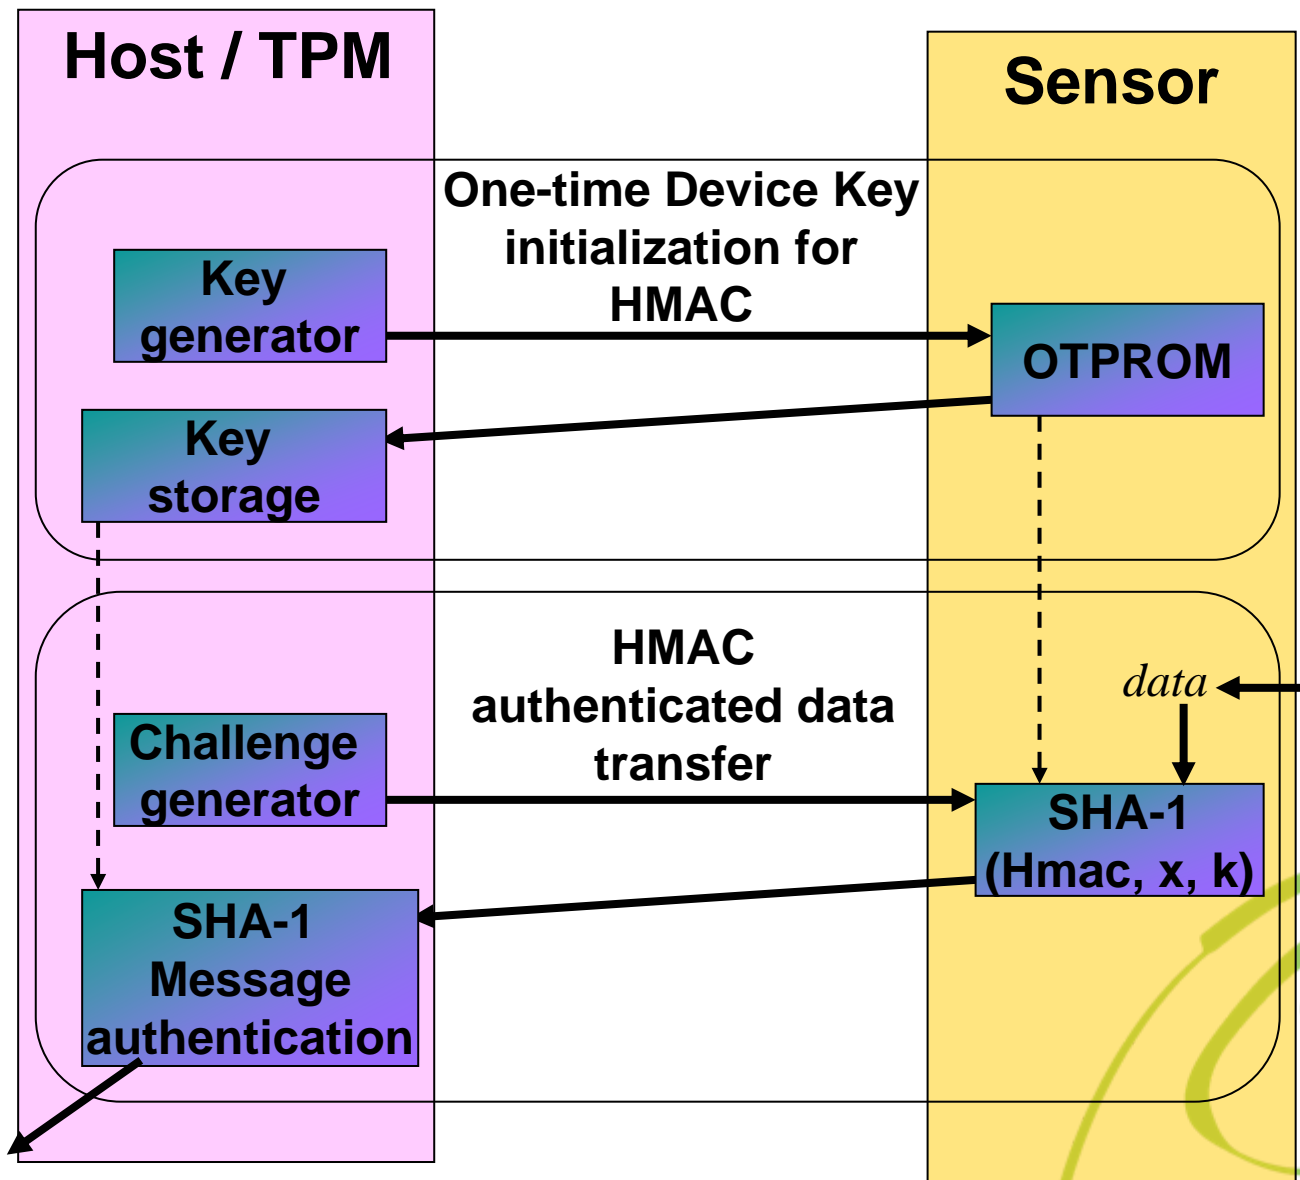 Host / TPM
Sensor
One-time Device Key
initialization for
HMAC
Key
generator
OTPROM
Key
storage
HMAC
authenticated data
transfer
data
Challenge
generator
SHA-1
(Hmac, x, k)
SHA-1
Message
authentication